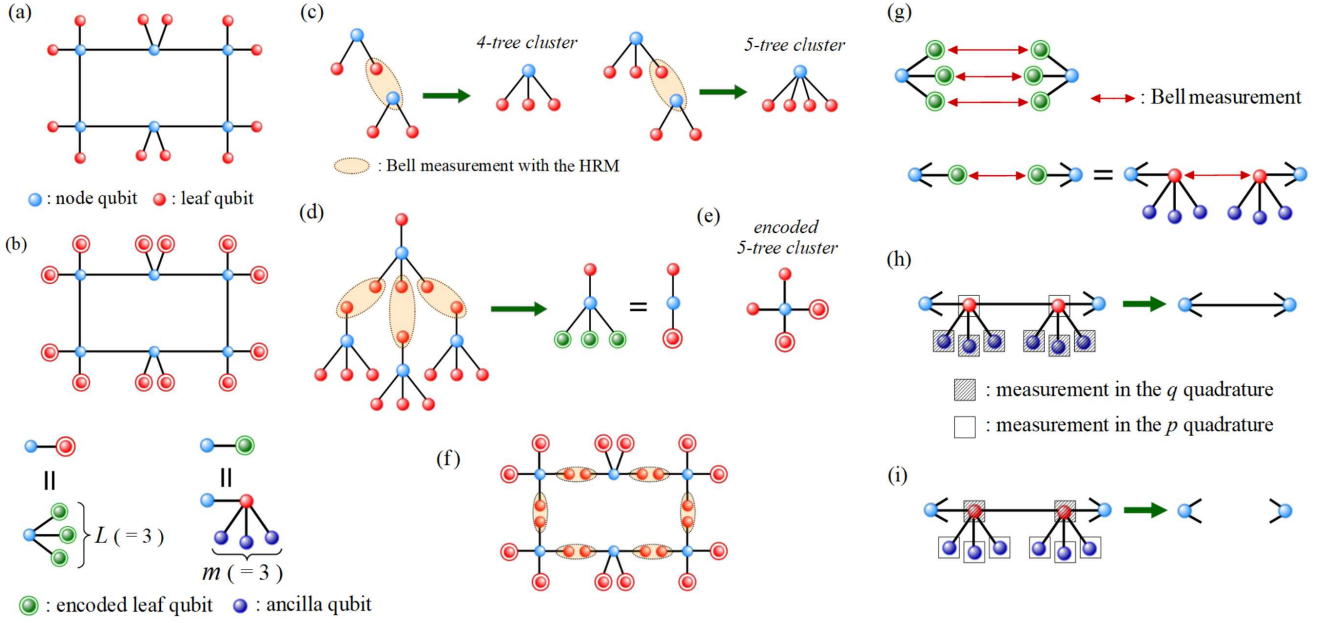 (a)
: node qubit : leaf qubit
(b)
L ( = 3 )
m ( = 3 )
: encoded leaf qubit : ancilla qubit
(c)
4-tree cluster
5-tree cluster
: Bell measurement with the HRM
(d)
=
(e)
encoded
5-tree cluster
(f)
(g)
: Bell measurement
=
(h)
: measurement in the q quadrature
: measurement in the p quadrature
(i)